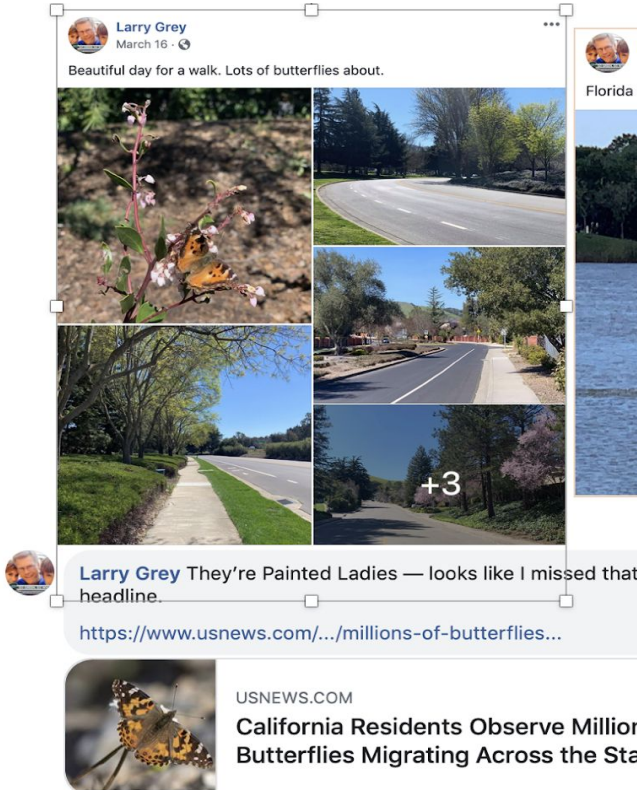 Larry Grey
March 16 ·
Beautiful day for a walk. Lots of butterflies about.
Florida
+3
Larry Grey They're Painted Ladies — looks like I missed that
headline.
https://www.usnews.com/.../millions-of-butterflies...
USNEWS.COM
California Residents Observe Million
Butterflies Migrating Across the Sta